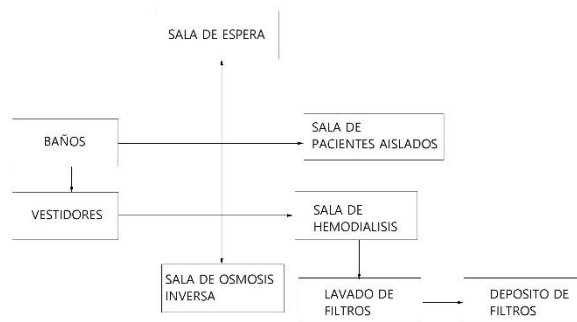 SALA DE ESPERA
BAÑOS
SALA DE
PACIENTES AISLADOS
VESTIDORES
SALA DE
HEMODIALISIS
SALA DE OSMOSIS
INVERSA
LAVADO DE
FILTROS
DEPOSITO DE
FILTROS